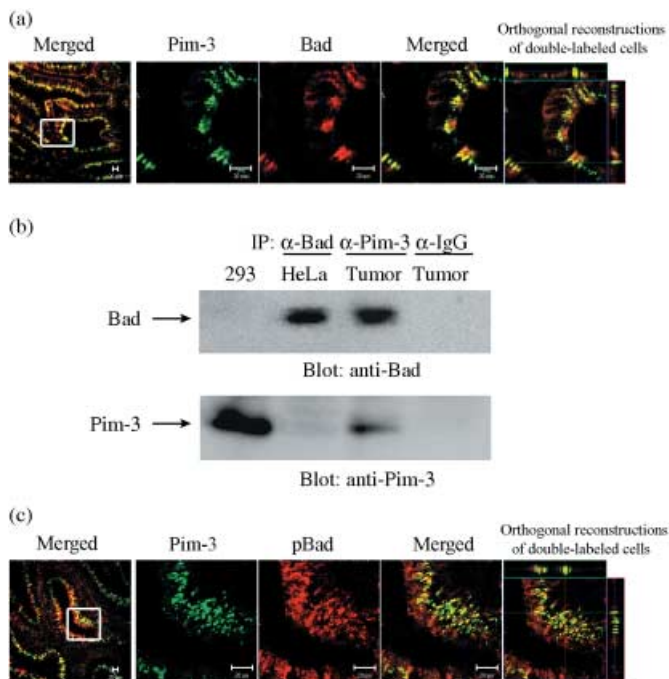 (a)
Merged Pim-3 Bad Merged Orthogonal reconstructions
of double-labeled cells
(b)
IP: α-Bad α-Pim-3 α-IgG
293 HeLa Tumor Tumor
Bad
Blot: anti-Bad
Pim-3
Blot: anti-Pim-3
(c)
Merged Pim-3 pBad Merged Orthogonal reconstructions
of double-labeled cells